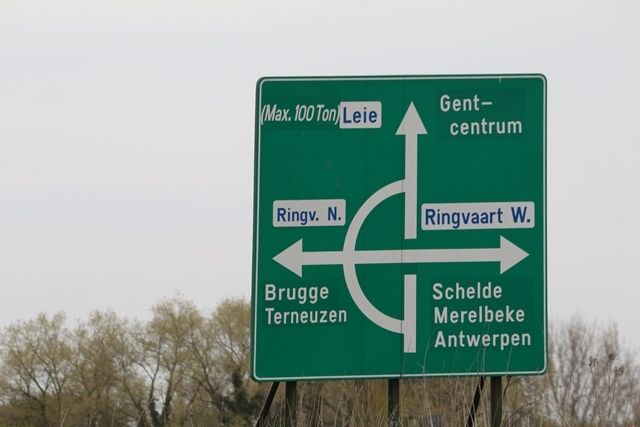 (Max. 100 Ton) Leie
Gent-
centrum
Ringv. N.
Ringvaart W.
Brugge
Terneuzen
Schelde
Merelbeke
Antwerpen